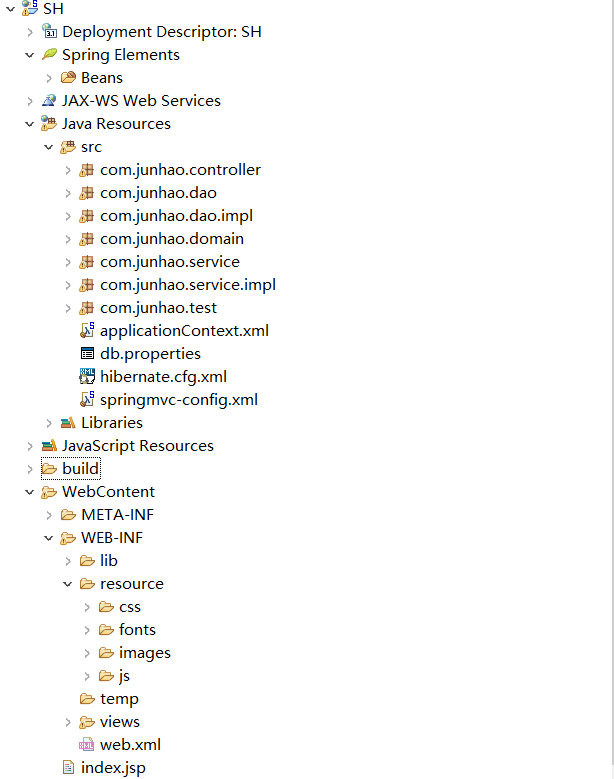 SH
Deployment Descriptor: SH
Spring Elements
Beans
JAX-WS Web Services
Java Resources
src
com.junhao.controller
com.junhao.dao
com.junhao.dao.impl
com.junhao.domain
com.junhao.service
com.junhao.service.impl
com.junhao.test
applicationContext.xml
db.properties
hibernate.cfg.xml
springmvc-config.xml
Libraries
JavaScript Resources
build
WebContent
META-INF
WEB-INF
lib
resource
css
fonts
images
js
temp
views
web.xml
index.jsp